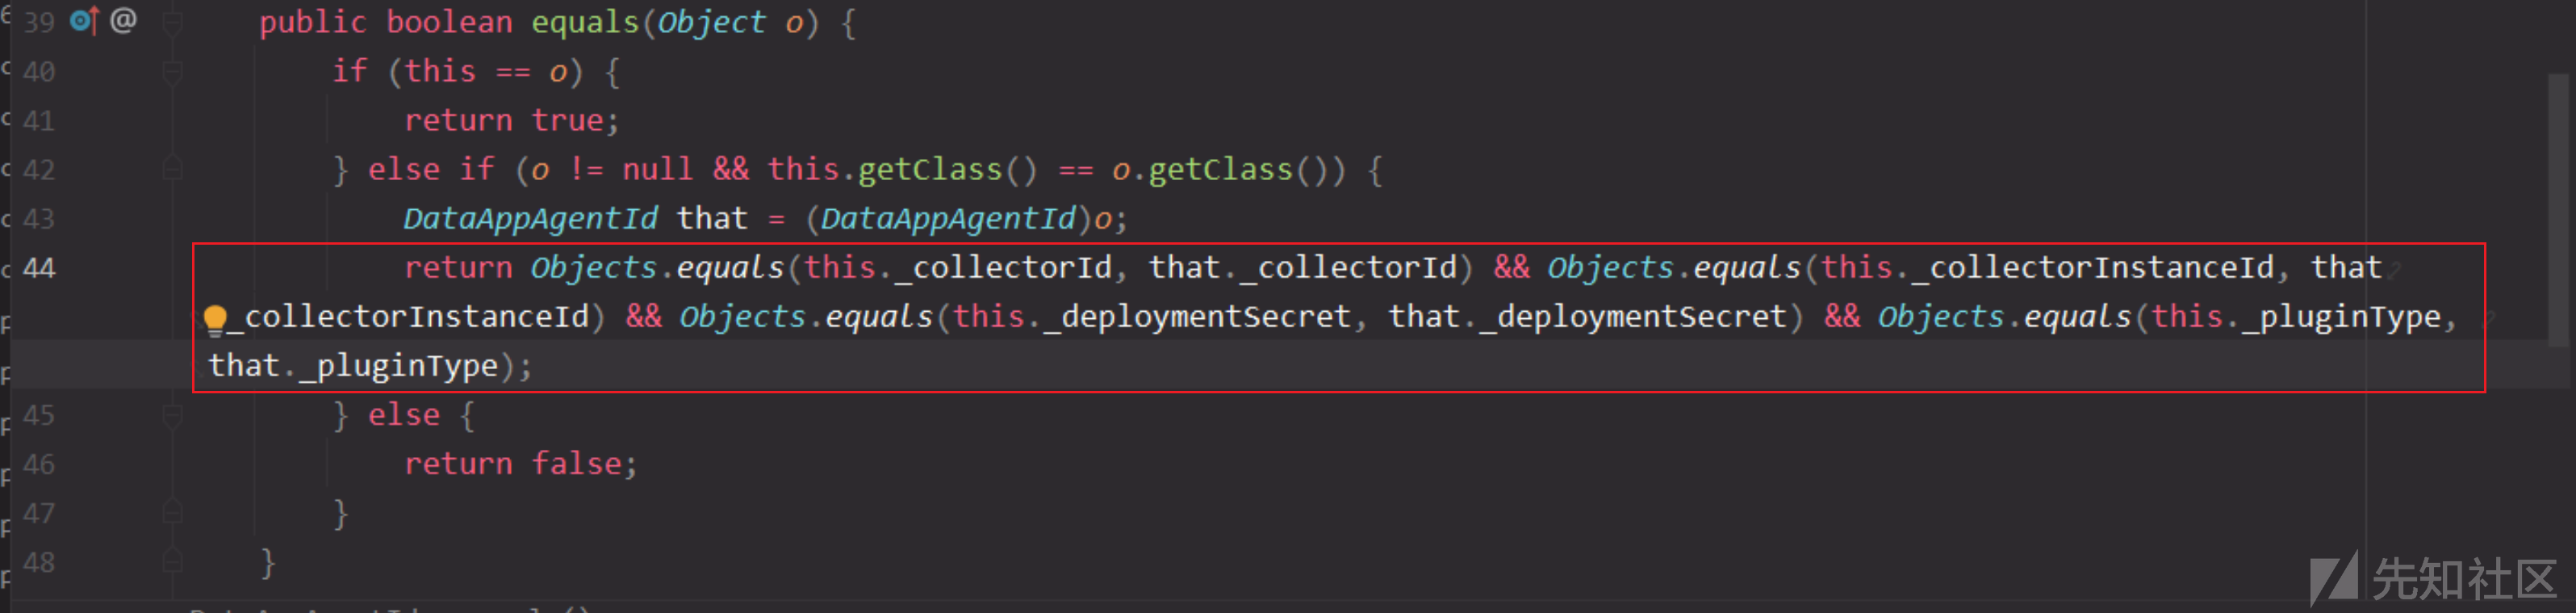 39 @ public boolean equals(Object o) {
40 if (this == o) {
41 return true;
42 } else if (o != null && this.getClass() == o.getClass()) {
43 DataAppAgentId that = (DataAppAgentId)o;
44 return Objects.equals(this._collectorId, that._collectorId) && Objects.equals(this._collectorInstanceId, that
_collectorInstanceId) && Objects.equals(this._deploymentSecret, that._deploymentSecret) && Objects.equals(this._pluginType,
that._pluginType);
45 } else {
46 return false;
47 }
48 }
先知社区